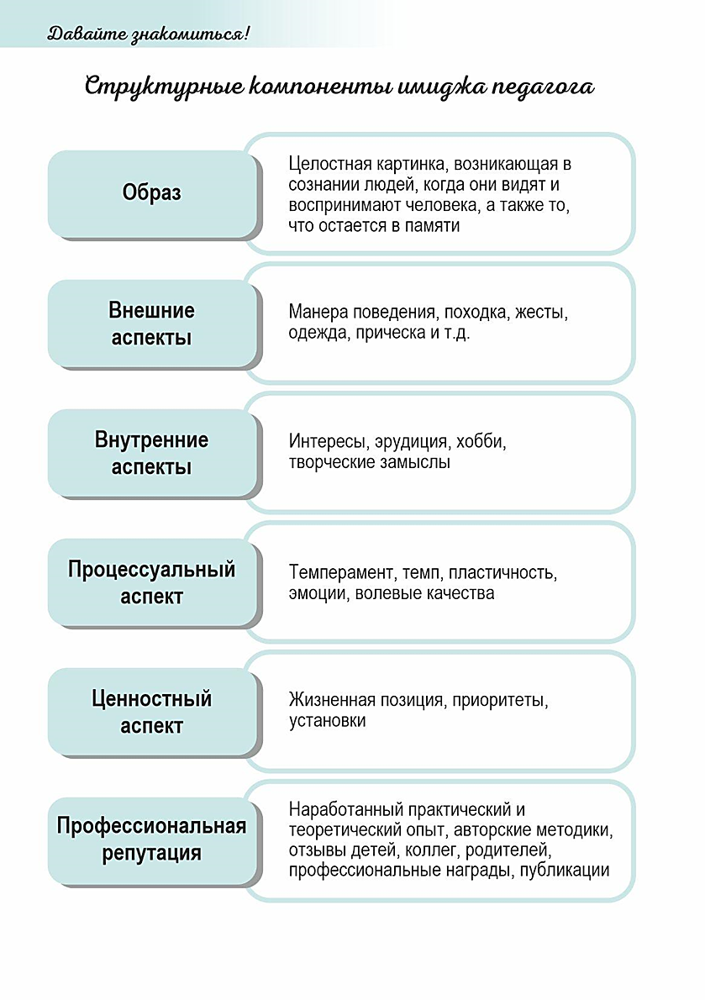 Давайте знакомиться!
Структурные компоненты имиджа педагога
Образ
Целостная картинка, возникающая в
сознании людей, когда они видят и
воспринимают человека, а также то,
что остается в памяти
Внешние
аспекты
Манера поведения, походка, жесты,
одежда, прическа и т.д.
Внутренние
аспекты
Интересы, эрудиция, хобби,
творческие замыслы
Процессуальный
аспект
Темперамент, темп, пластичность,
эмоции, волевые качества
Ценностный
аспект
Жизненная позиция, приоритеты,
установки
Профессиональная
репутация
Наработанный практический и
теоретический опыт, авторские методики,
отзывы детей, коллег, родителей,
профессиональные награды, публикации